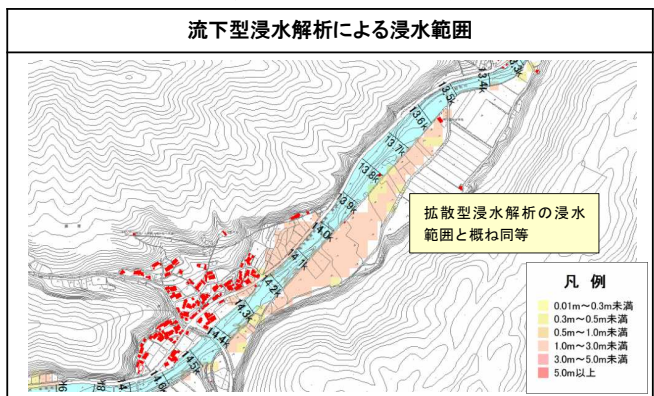 流下型浸水解析による浸水範囲
13.3k
13.4k
13.5k
13.6k
13.7k
13.8k
13.9k
14.0k
14.1k
14.2k
14.3k
14.4k
14.5k
14.6k
拡散型浸水解析の浸水
範囲と概ね同等
凡 例
0.01m～0.3m未満
0.3m～0.5m未満
0.5m～1.0m未満
1.0m～3.0m未満
3.0m～5.0m未満
5.0m以上